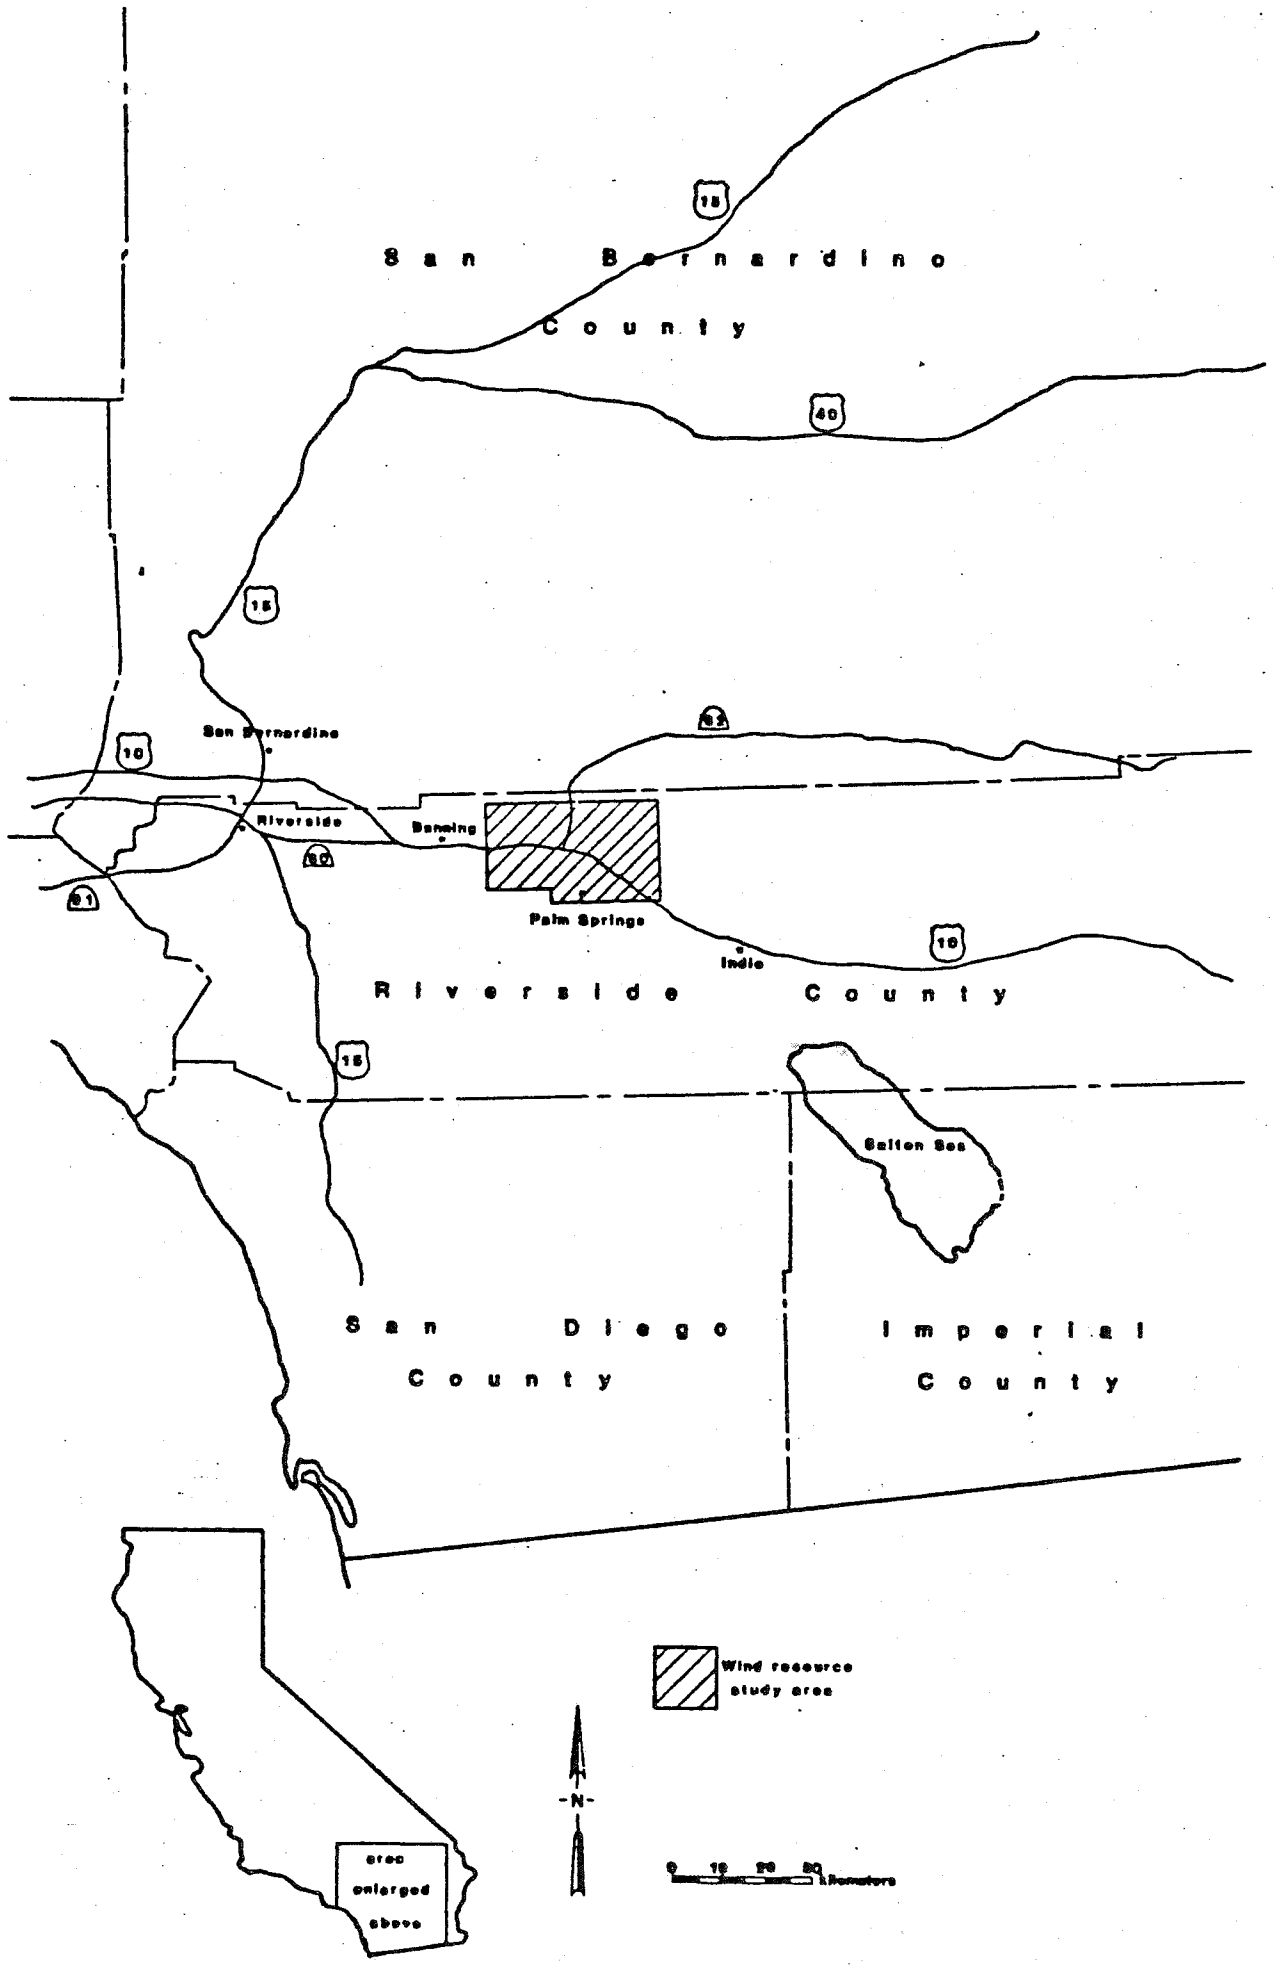 15
San Bernardino
County
40
15
San Bernardino
10
62
Riverside
Banning
60
91
Palm Springs
10
Indio
Riverside County
15
Salton Sea
San Diego
County
Imperial
County
Wind resource
study area
-N-
0 10 20 30
kilometers
area
enlarged
above